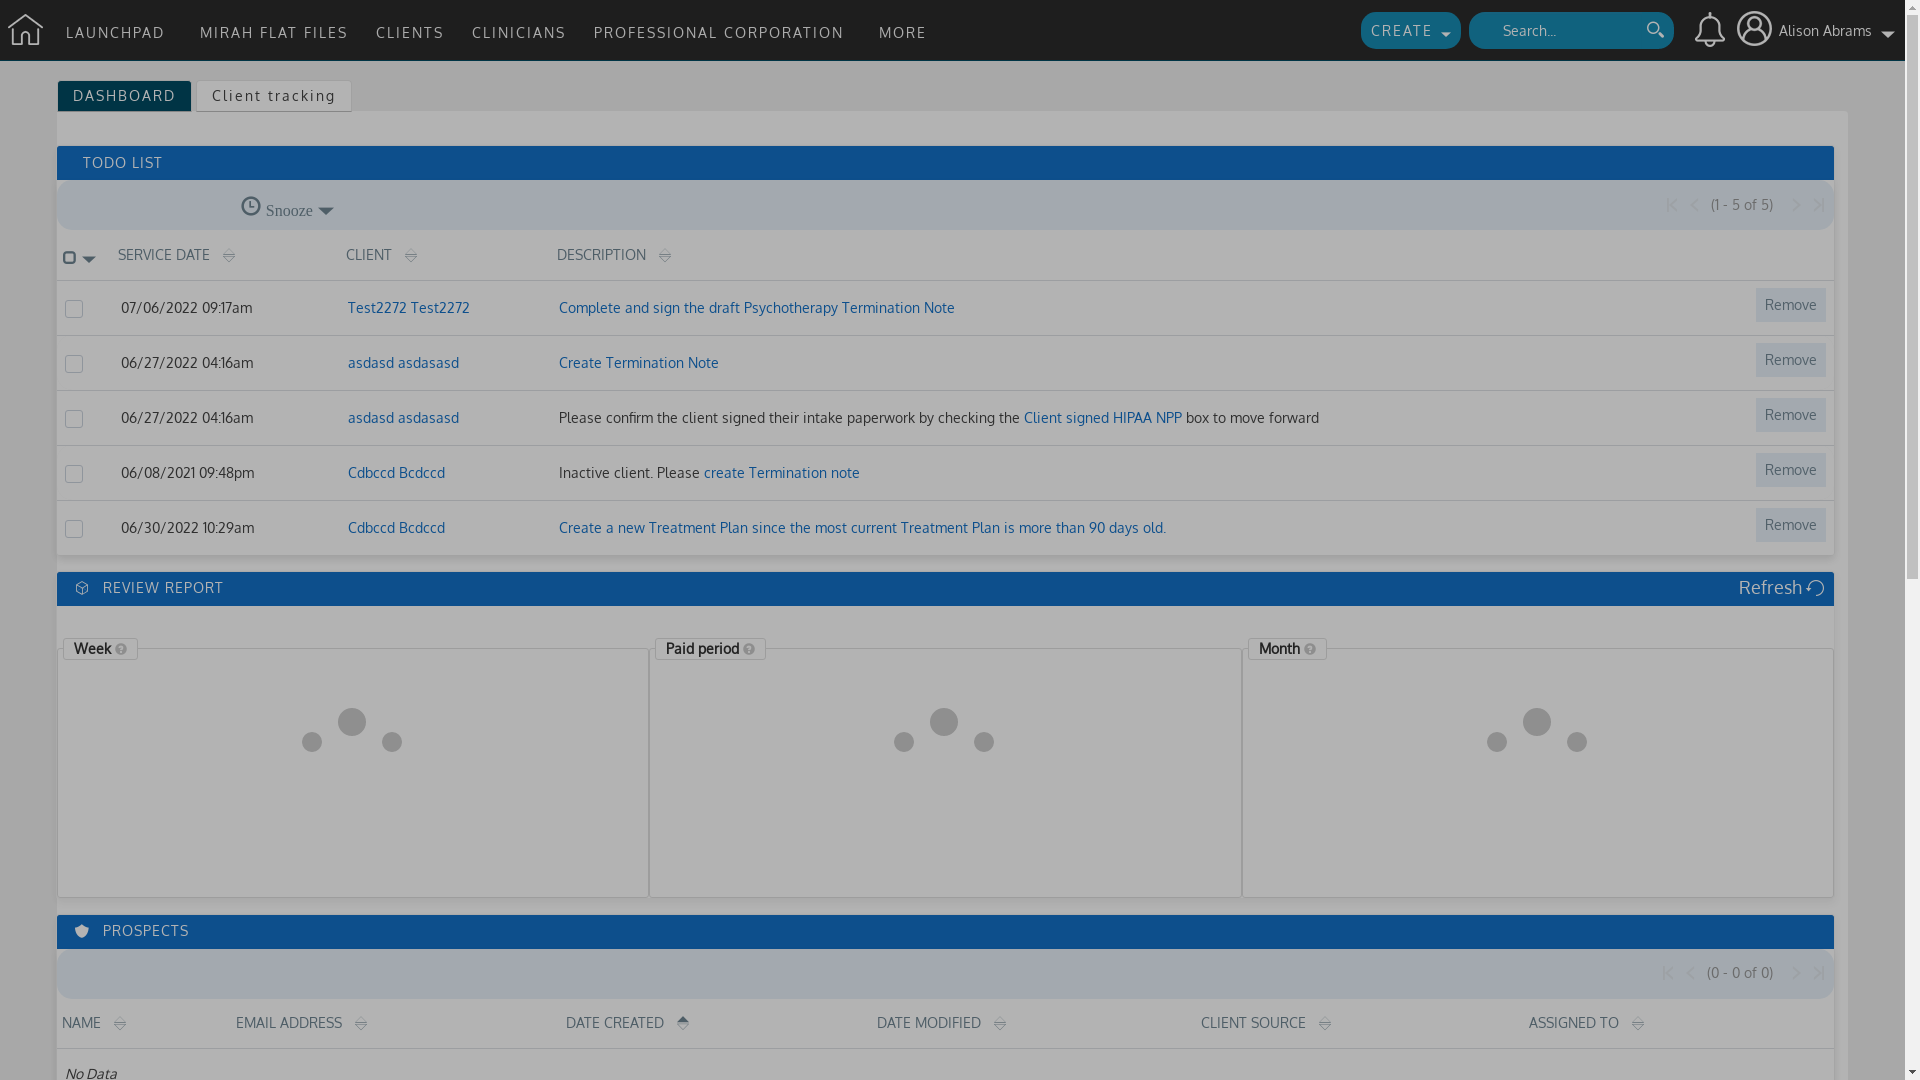 LAUNCHPAD MIRAH FLAT FILES CLIENTS CLINICIANS PROFESSIONAL CORPORATION MORE CREATE Search... Alison Abrams
DASHBOARD Client tracking
TODO LIST
Snooze (1 - 5 of 5)
SERVICE DATE CLIENT DESCRIPTION
07/06/2022 09:17am Test2272 Test2272 Complete and sign the draft Psychotherapy Termination Note Remove
06/27/2022 04:16am asdasd asdasasd Create Termination Note Remove
06/27/2022 04:16am asdasd asdasasd Please confirm the client signed their intake paperwork by checking the Client signed HIPAA NPP box to move forward Remove
06/08/2021 09:48pm Cdbccd Bcdccd Inactive client. Please create Termination note Remove
06/30/2022 10:29am Cdbccd Bcdccd Create a new Treatment Plan since the most current Treatment Plan is more than 90 days old. Remove
REVIEW REPORT Refresh
Week Paid period Month
PROSPECTS
(0 - 0 of 0)
NAME EMAIL ADDRESS DATE CREATED DATE MODIFIED CLIENT SOURCE ASSIGNED TO
No Data